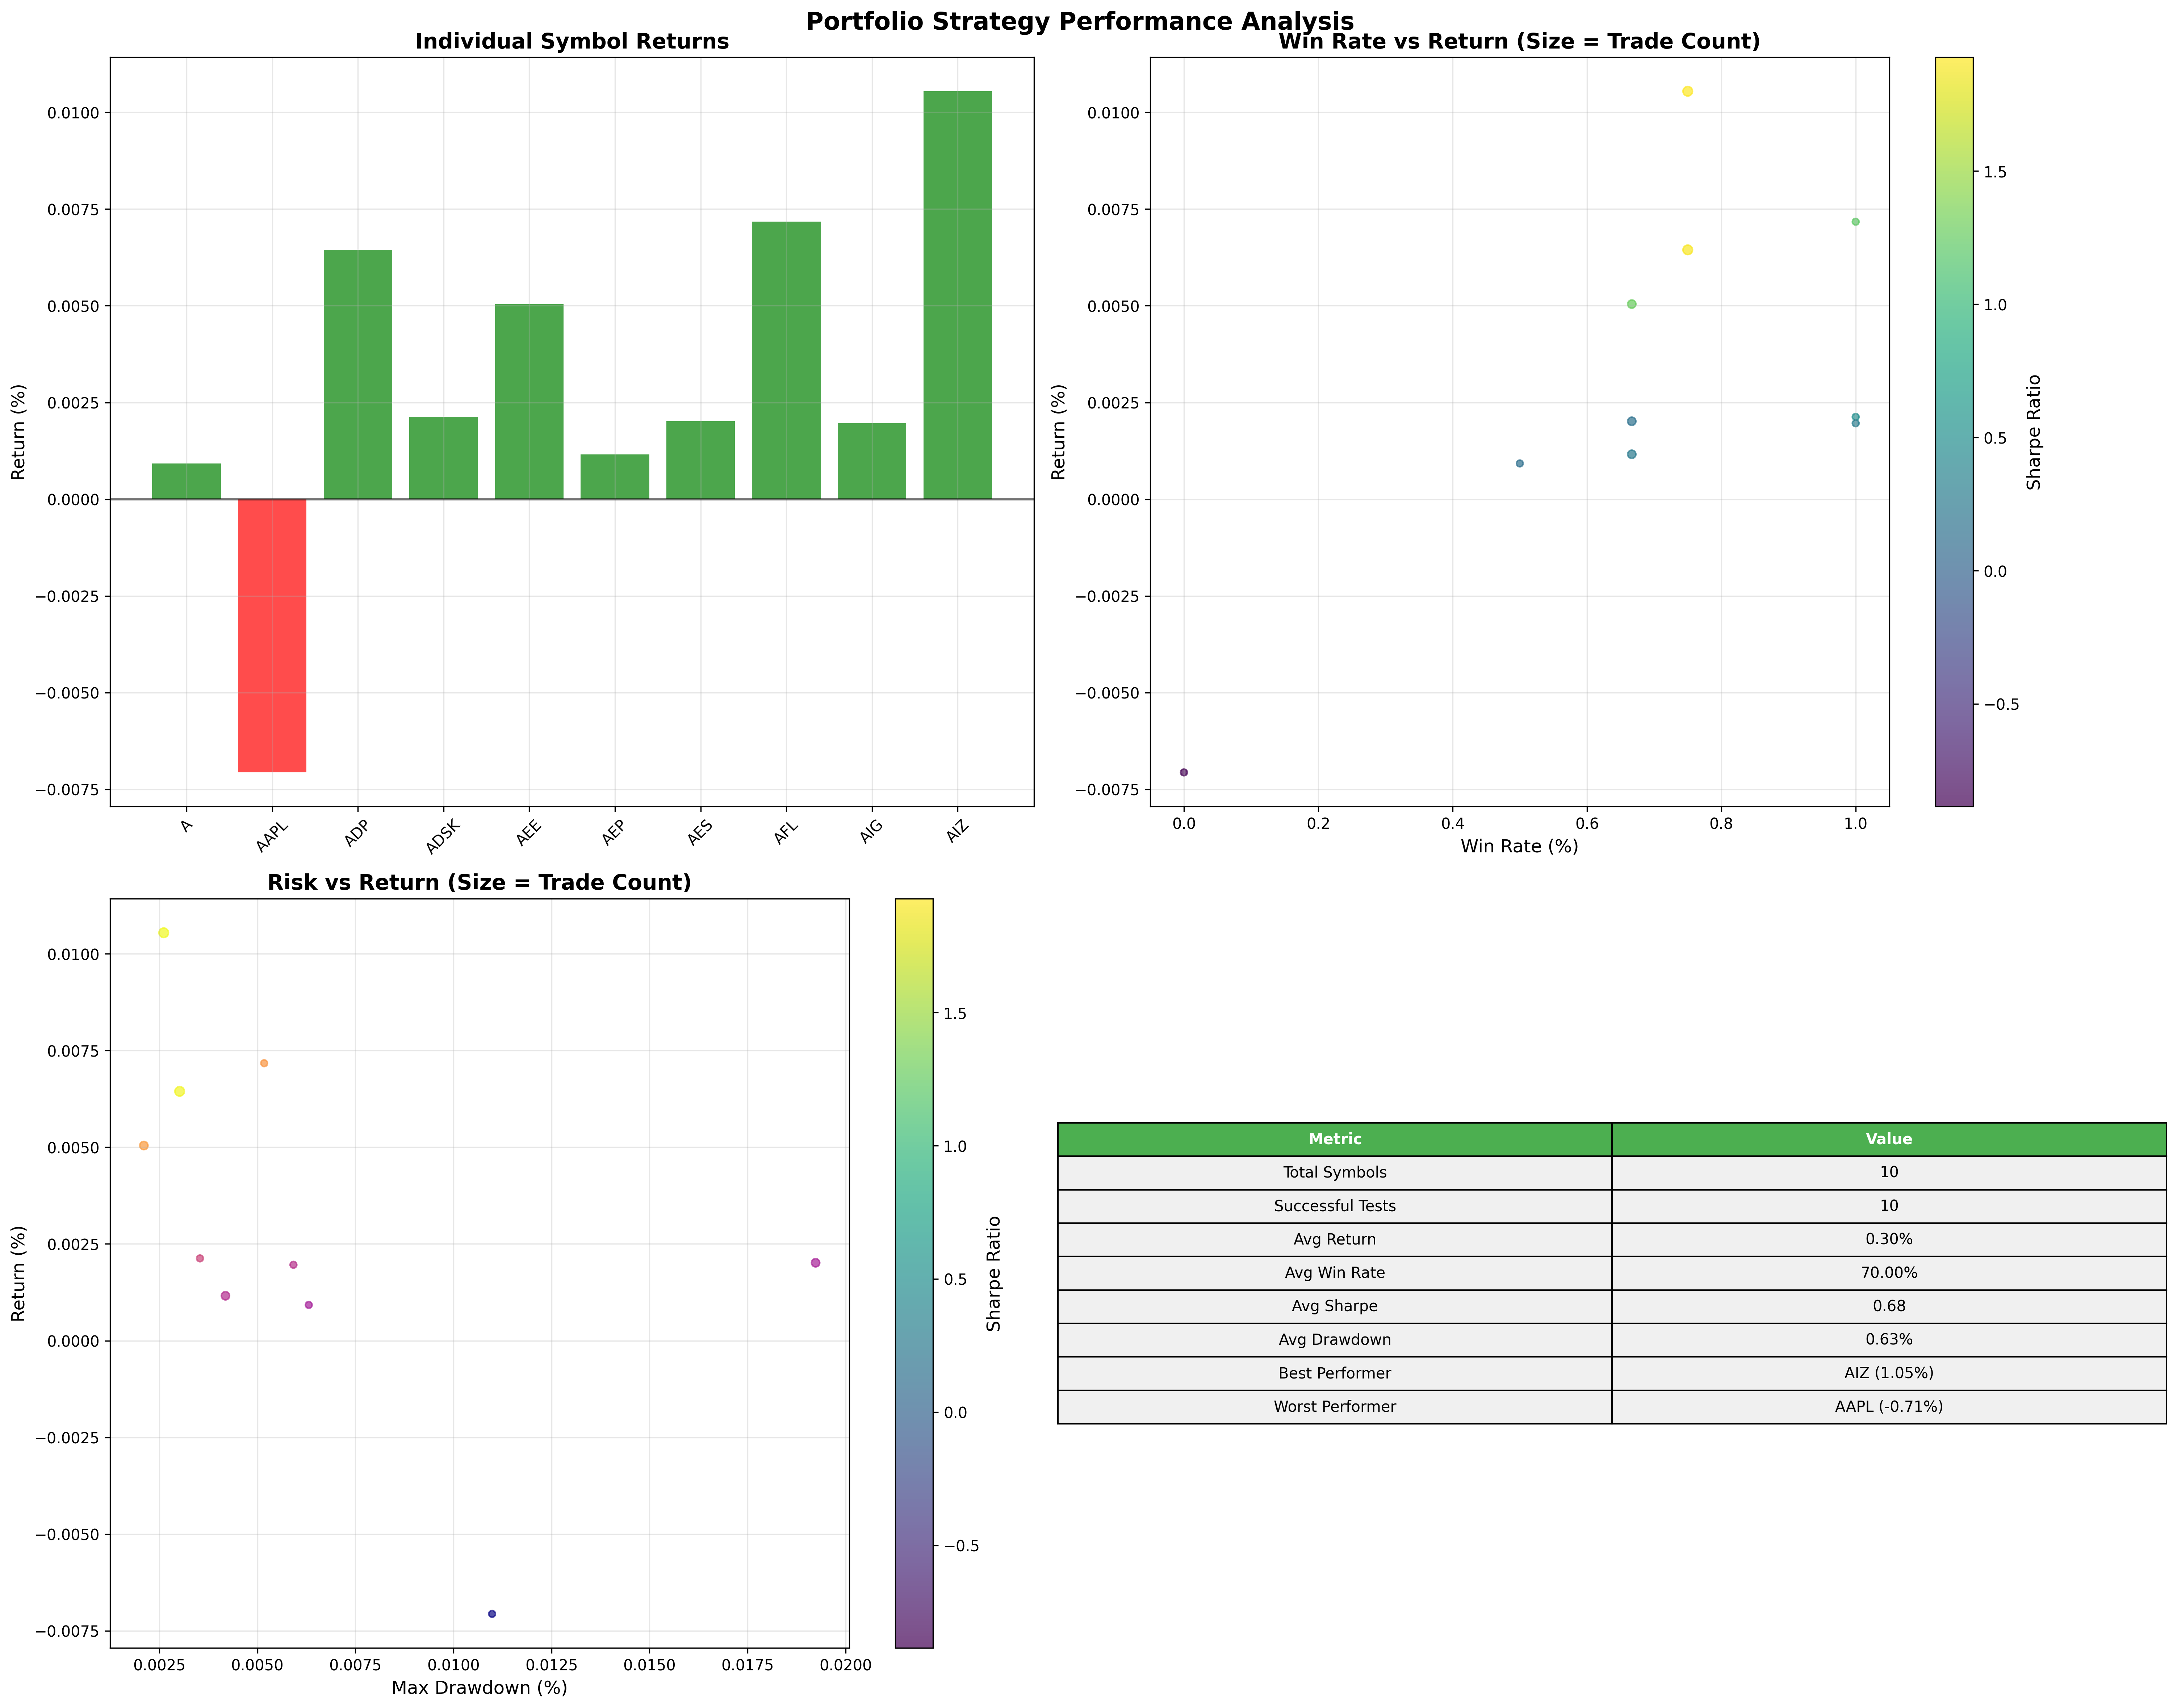 Portfolio Strategy Performance Analysis
Individual Symbol Returns
Return (%)
0.0100
0.0075
0.0050
0.0025
0.0000
−0.0025
−0.0050
−0.0075
A
AAPL
ADP
ADSK
AEE
AEP
AES
AFL
AIG
AIZ
Win Rate vs Return (Size = Trade Count)
Return (%)
0.0100
0.0075
0.0050
0.0025
0.0000
−0.0025
−0.0050
−0.0075
0.0 0.2 0.4 0.6 0.8 1.0
Win Rate (%)
1.5
1.0
0.5
0.0
−0.5
Sharpe Ratio
Risk vs Return (Size = Trade Count)
Return (%)
0.0100
0.0075
0.0050
0.0025
0.0000
−0.0025
−0.0050
−0.0075
0.0025 0.0050 0.0075 0.0100 0.0125 0.0150 0.0175 0.0200
Max Drawdown (%)
1.5
1.0
0.5
0.0
−0.5
Sharpe Ratio
Metric Value
Total Symbols 10
Successful Tests 10
Avg Return 0.30%
Avg Win Rate 70.00%
Avg Sharpe 0.68
Avg Drawdown 0.63%
Best Performer AIZ (1.05%)
Worst Performer AAPL (-0.71%)